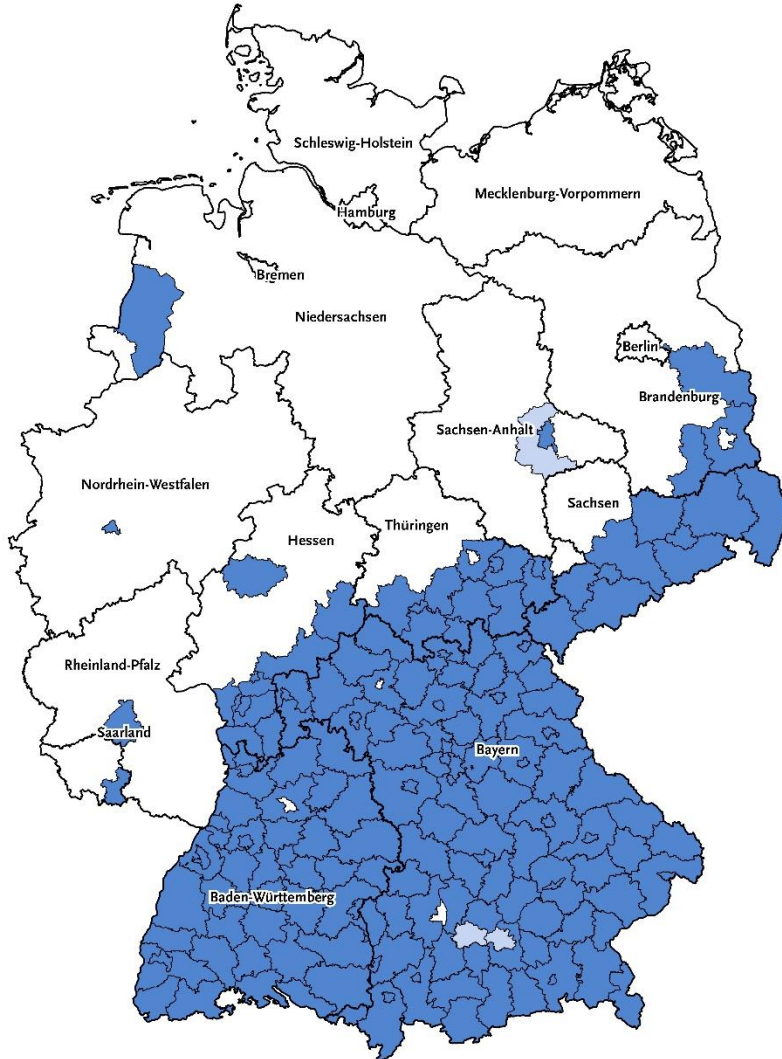 Schleswig-Holstein
Mecklenburg-Vorpommern
Hamburg
Bremen
Niedersachsen
Berlin
Brandenburg
Sachsen-Anhalt
Nordrhein-Westfalen
Sachsen
Thüringen
Hessen
Rheinland-Pfalz
Saarland
Bayern
Baden-Württemberg